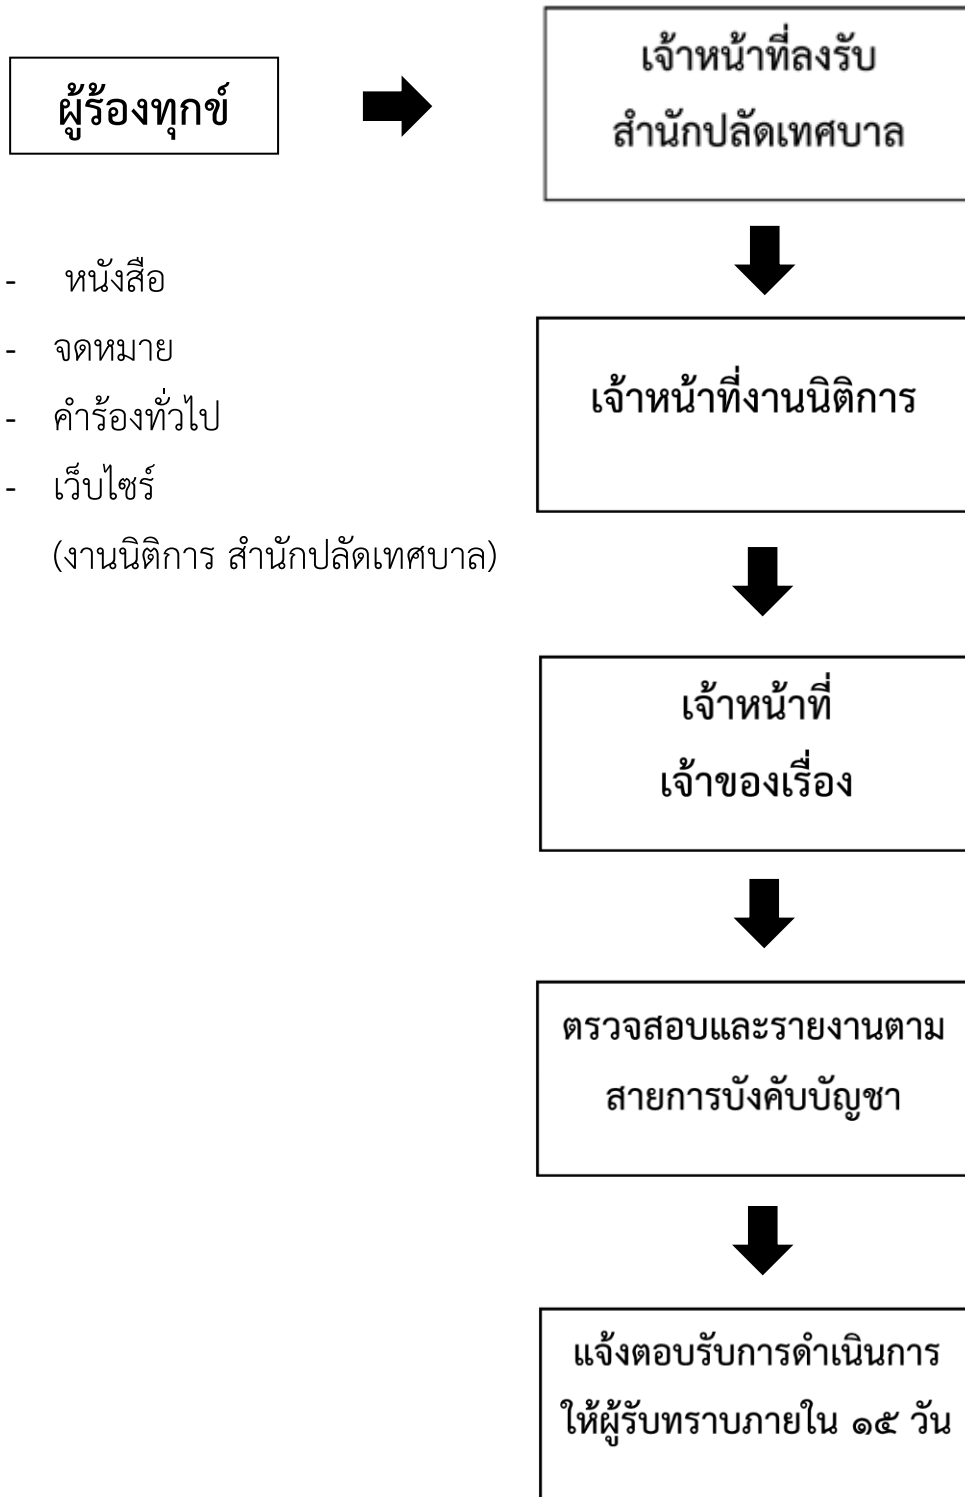 ผู้ร้องทุกข์
- หนังสือ
- จดหมาย
- คำร้องทั่วไป
- เว็บไซร์
(งานนิติการ สำนักปลัดเทศบาล)
เจ้าหน้าที่ลงรับ
สำนักปลัดเทศบาล
เจ้าหน้าที่งานนิติการ
เจ้าหน้าที่
เจ้าของเรื่อง
ตรวจสอบและรายงานตาม
สายการบังคับบัญชา
แจ้งตอบรับการดำเนินการ
ให้ผู้รับทราบภายใน ๑๕ วัน